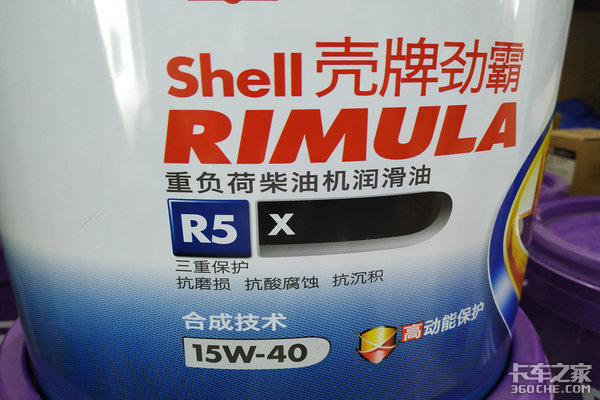 Shell 壳牌劲霸
RIMULA
重负荷柴油机润滑油
R5 X
三重保护
抗磨损 抗酸腐蚀 抗沉积
合成技术
15W-40
高动能保护
卡车之家
360CHE.COM